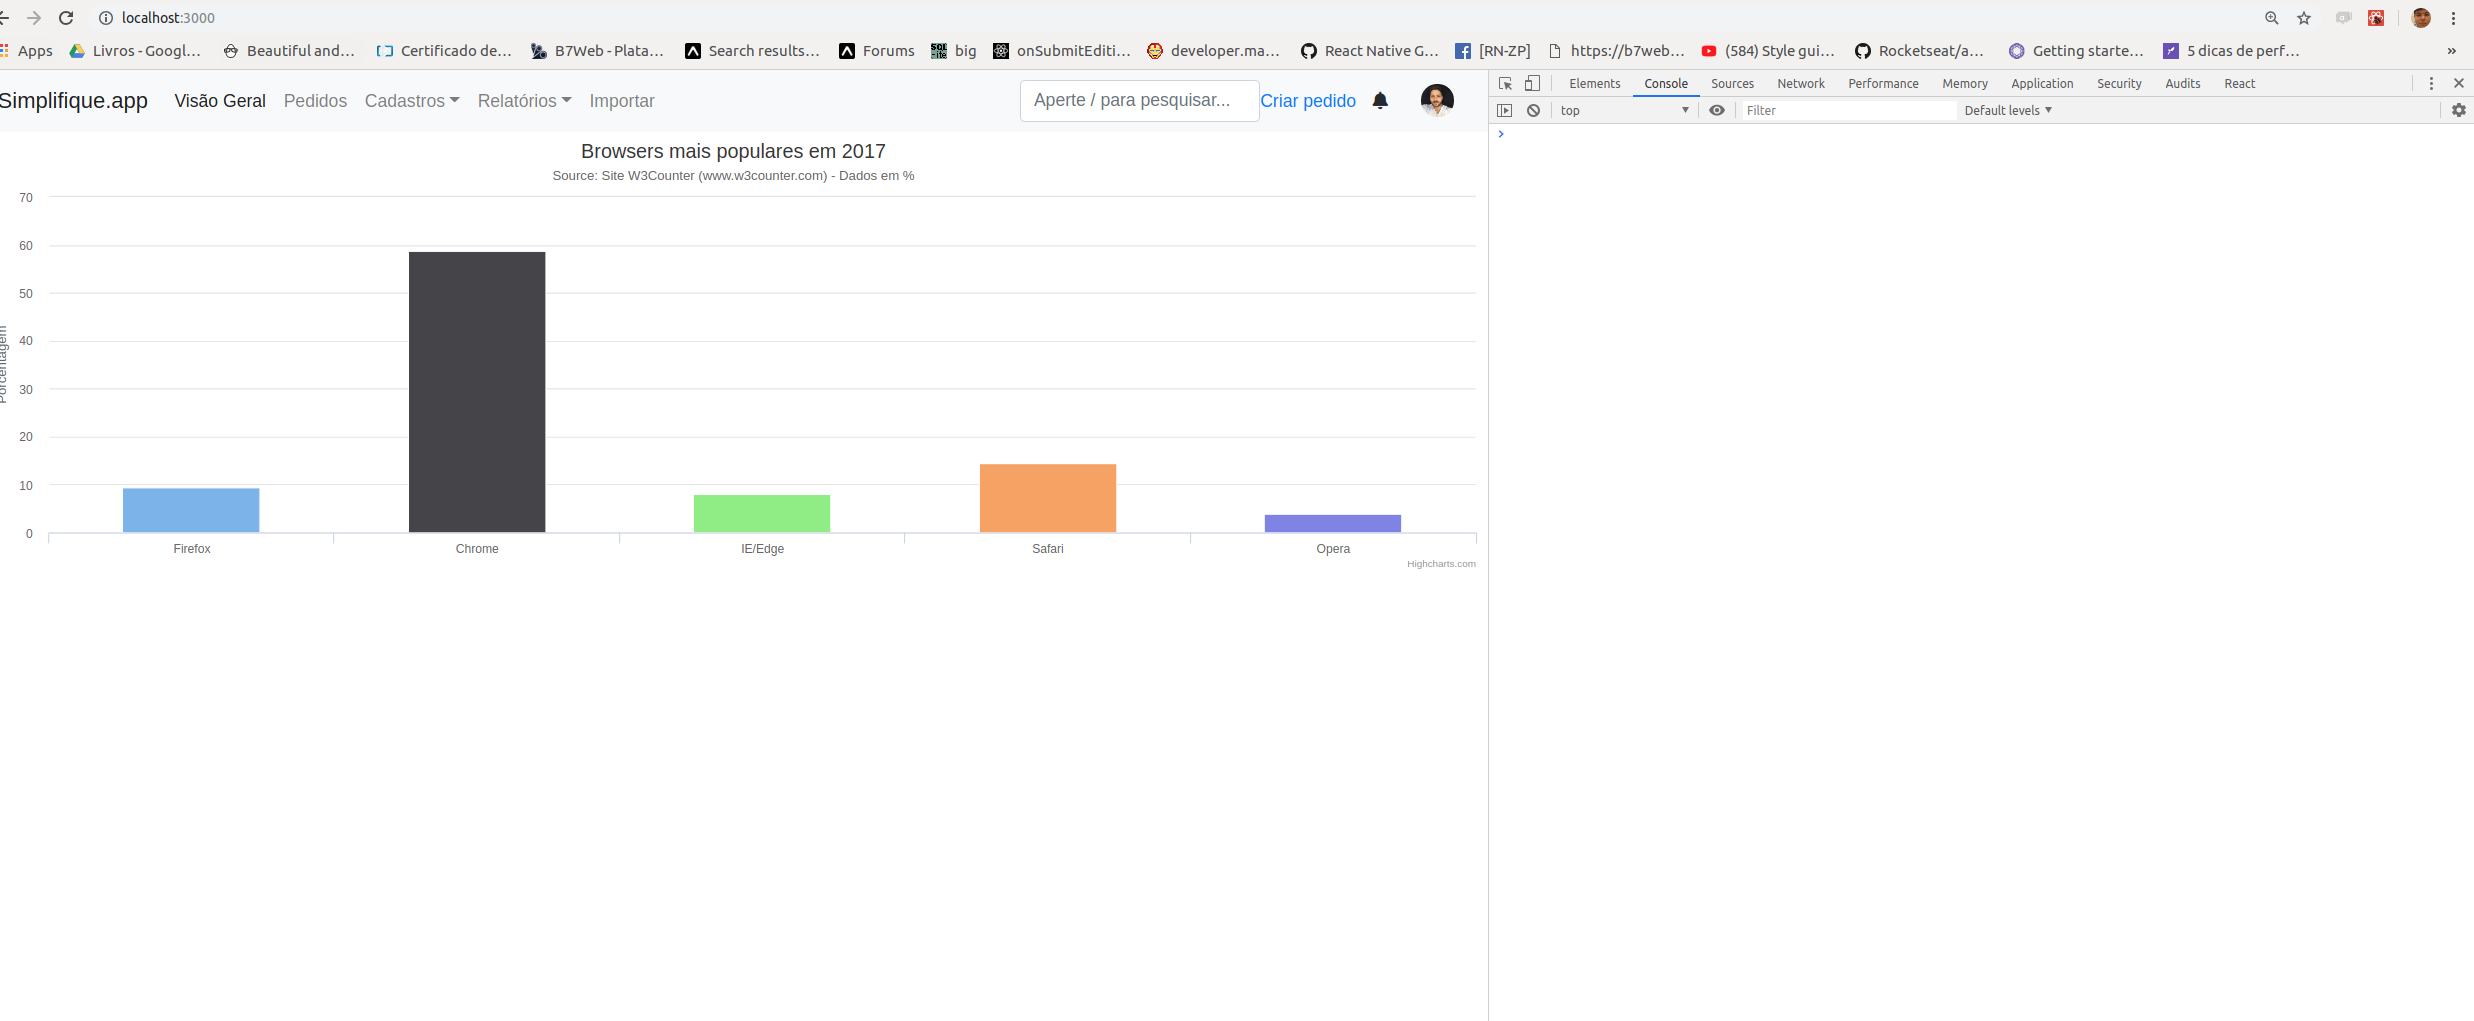 localhost:3000
Apps Livros - Googl... Beautiful and... Certificado de... B7Web - Plata... Search results... Forums big onSubmitEditi... developer.ma... React Native G... [RN-ZP] https://b7web... (584) Style gui... Rocketseat/a... Getting starte... 5 dicas de perf... »
Simplifique.app Visão Geral Pedidos Cadastros Relatórios Importar Aperte / para pesquisar... Criar pedido
Elements Console Sources Network Performance Memory Application Security Audits React
top Filter Default levels
Browsers mais populares em 2017
Source: Site W3Counter (www.w3counter.com) - Dados em %
70
60
50
40
30
20
10
0
Porcentagem
Firefox Chrome IE/Edge Safari Opera
Highcharts.com